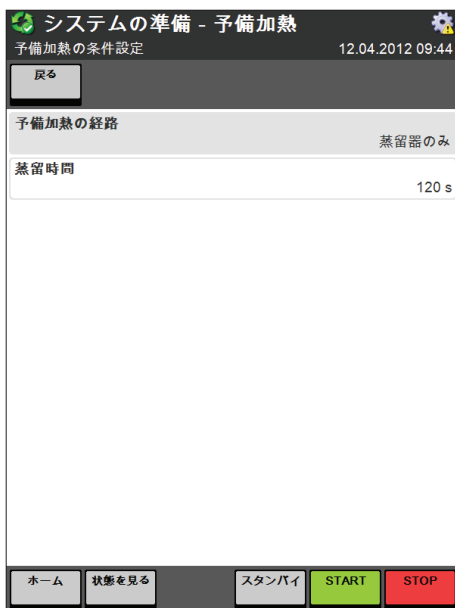 システムの準備 - 予備加熱
予備加熱の条件設定 12.04.2012 09:44
戻る
予備加熱の経路
蒸留器のみ
蒸留時間
120 s
ホーム 状態を見る スタンバイ START STOP